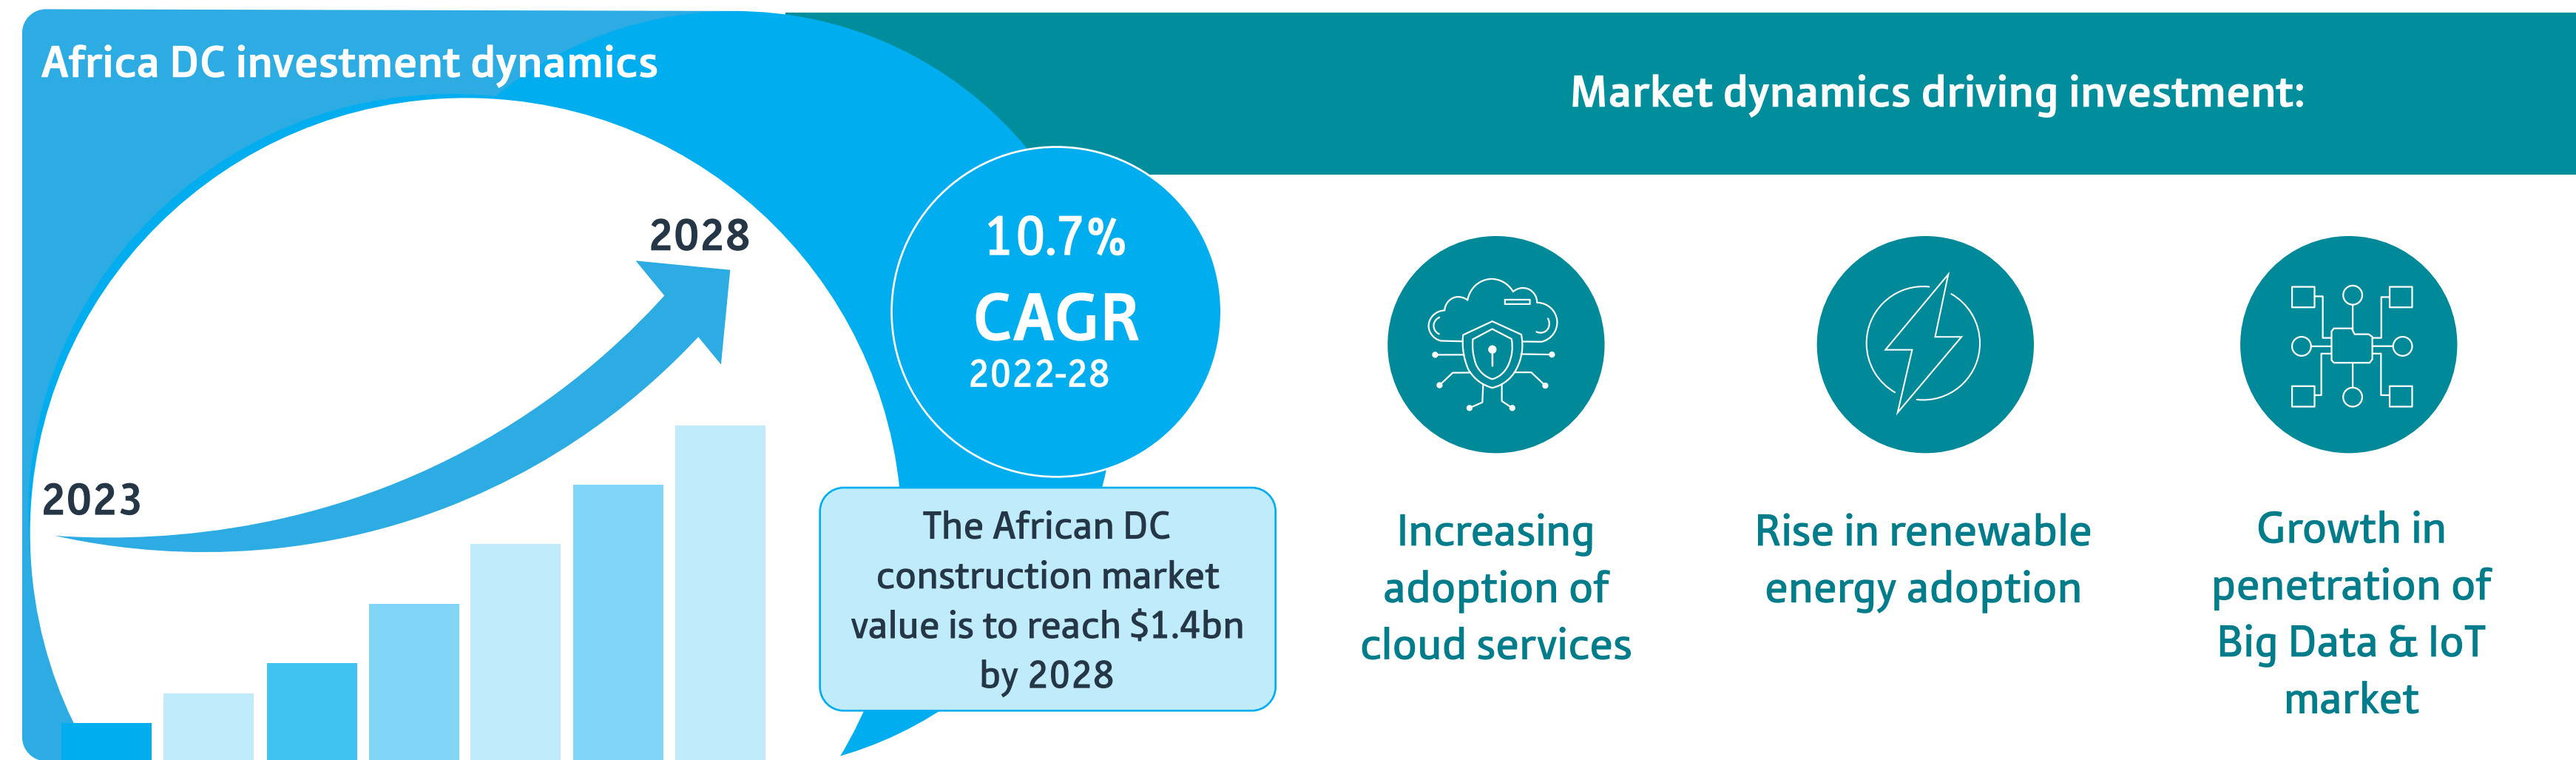 Africa DC investment dynamics
2028
2023
10.7%
CAGR
2022-28
The African DC
construction market
value is to reach $1.4bn
by 2028
Market dynamics driving investment:
Increasing
adoption of
cloud services
Rise in renewable
energy adoption
Growth in
penetration of
Big Data & IoT
market